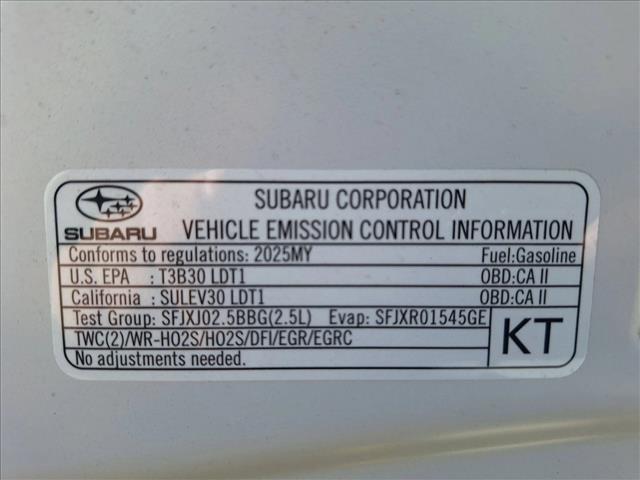 SUBARU
SUBARU CORPORATION
VEHICLE EMISSION CONTROL INFORMATION
Conforms to regulations: 2025MY Fuel:Gasoline
U.S. EPA : T3B30 LDT1 OBD:CA II
California : SULEV30 LDT1 OBD:CA II
Test Group: SFJXJ02.5BBG(2.5L) Evap: SFJXR01545GE
TWC(2)/WR-HO2S/HO2S/DFI/EGR/EGRC
No adjustments needed.
KT